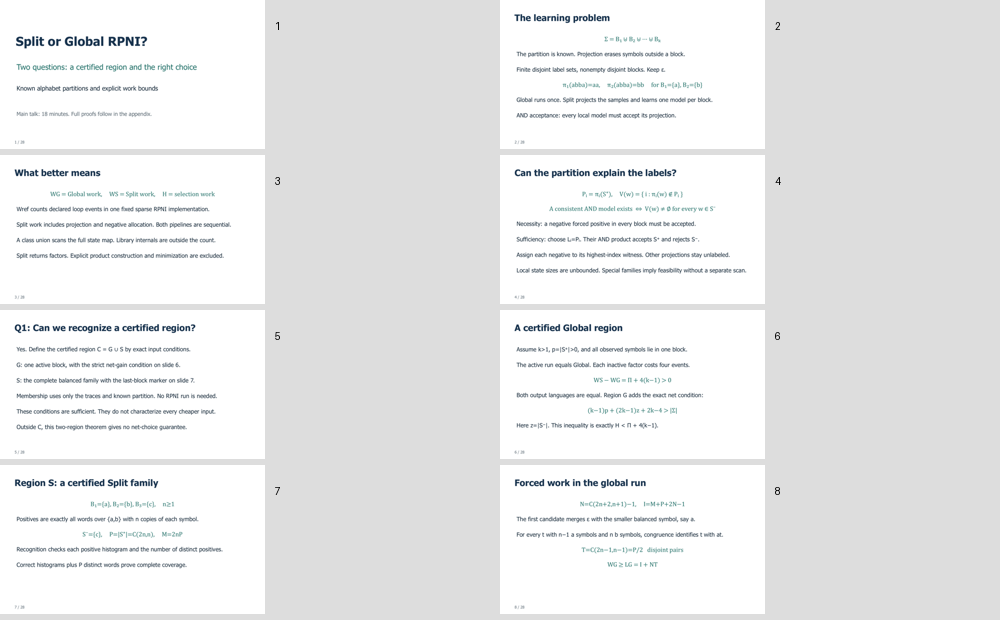 Split or Global RPNI?
Two questions: a certified region and the right choice
Known alphabet partitions and explicit work bounds
Main talk: 18 minutes. Full proofs follow in the appendix.
1 / 28
1
The learning problem
Σ = B₁ ⊎ B₂ ⊎ ⋯ ⊎ Bₖ
The partition is known. Projection erases symbols outside a block.
Finite disjoint label sets, nonempty disjoint blocks. Keep ε.
π₁(abba)=aa, π₂(abba)=bb for B₁={a}, B₂={b}
Global runs once. Split projects the samples and learns one model per block.
AND acceptance: every local model must accept its projection.
2 / 28
2
What better means
WG = Global work, WS = Split work, H = selection work
Wref counts declared loop events in one fixed sparse RPNI implementation.
Split work includes projection and negative allocation. Both pipelines are sequential.
A class union scans the full state map. Library internals are outside the count.
Split returns factors. Explicit product construction and minimization are excluded.
3 / 28
3
Can the partition explain the labels?
Pᵢ = πᵢ(S⁺), V(w) = { i : πᵢ(w) ∉ Pᵢ }
A consistent AND model exists ⇔ V(w) ≠ ∅ for every w ∈ S⁻
Necessity: a negative forced positive in every block must be accepted.
Sufficiency: choose Lᵢ=Pᵢ. Their AND product accepts S⁺ and rejects S⁻.
Assign each negative to its highest-index witness. Other projections stay unlabeled.
Local state sizes are unbounded. Special families imply feasibility without a separate scan.
4 / 28
4
Q1: Can we recognize a certified region?
Yes. Define the certified region C = G ∪ S by exact input conditions.
G: one active block, with the strict net-gain condition on slide 6.
S: the complete balanced family with the last-block marker on slide 7.
Membership uses only the traces and known partition. No RPNI run is needed.
These conditions are sufficient. They do not characterize every cheaper input.
Outside C, this two-region theorem gives no net-choice guarantee.
5 / 28
5
A certified Global region
Assume k>1, p=|S⁺|>0, and all observed symbols lie in one block.
The active run equals Global. Each inactive factor costs four events.
WS − WG = Π + 4(k−1) > 0
Both output languages are equal. Region G adds the exact net condition:
(k−1)p + (2k−1)z + 2k−4 > |Σ|
Here z=|S⁻|. This inequality is exactly H < Π + 4(k−1).
6 / 28
6
Region S: a certified Split family
B₁={a}, B₂={b}, B₃={c}, n≥1
Positives are exactly all words over {a,b} with n copies of each symbol.
S⁻={c}, P=|S⁺|=C(2n,n), M=2nP
Recognition checks each positive histogram and the number of distinct positives.
Correct histograms plus P distinct words prove complete coverage.
7 / 28
7
Forced work in the global run
N=C(2n+2,n+1)−1, I=M+P+2N−1
The first candidate merges ε with the smaller balanced symbol, say a.
For every t with n−1 a symbols and n b symbols, congruence identifies t with at.
T=C(2n−1,n−1)=P/2 disjoint pairs
WG ≥ LG = I + NT
8 / 28
8